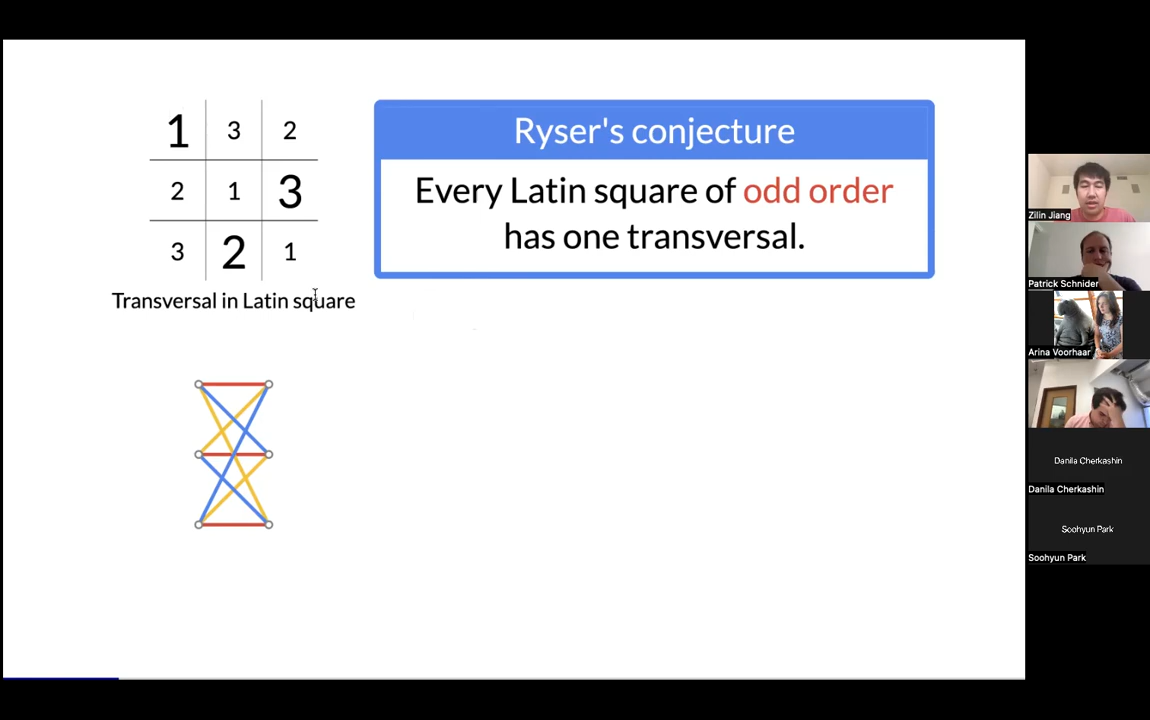 1 3 2
2 1 3
3 2 1
Transversal in Latin square
Ryser's conjecture
Every Latin square of odd order
has one transversal.
Zilin Jiang
Patrick Schnider
Arina Voorhaar
Danila Cherkashin
Danila Cherkashin
Soohyun Park
Soohyun Park